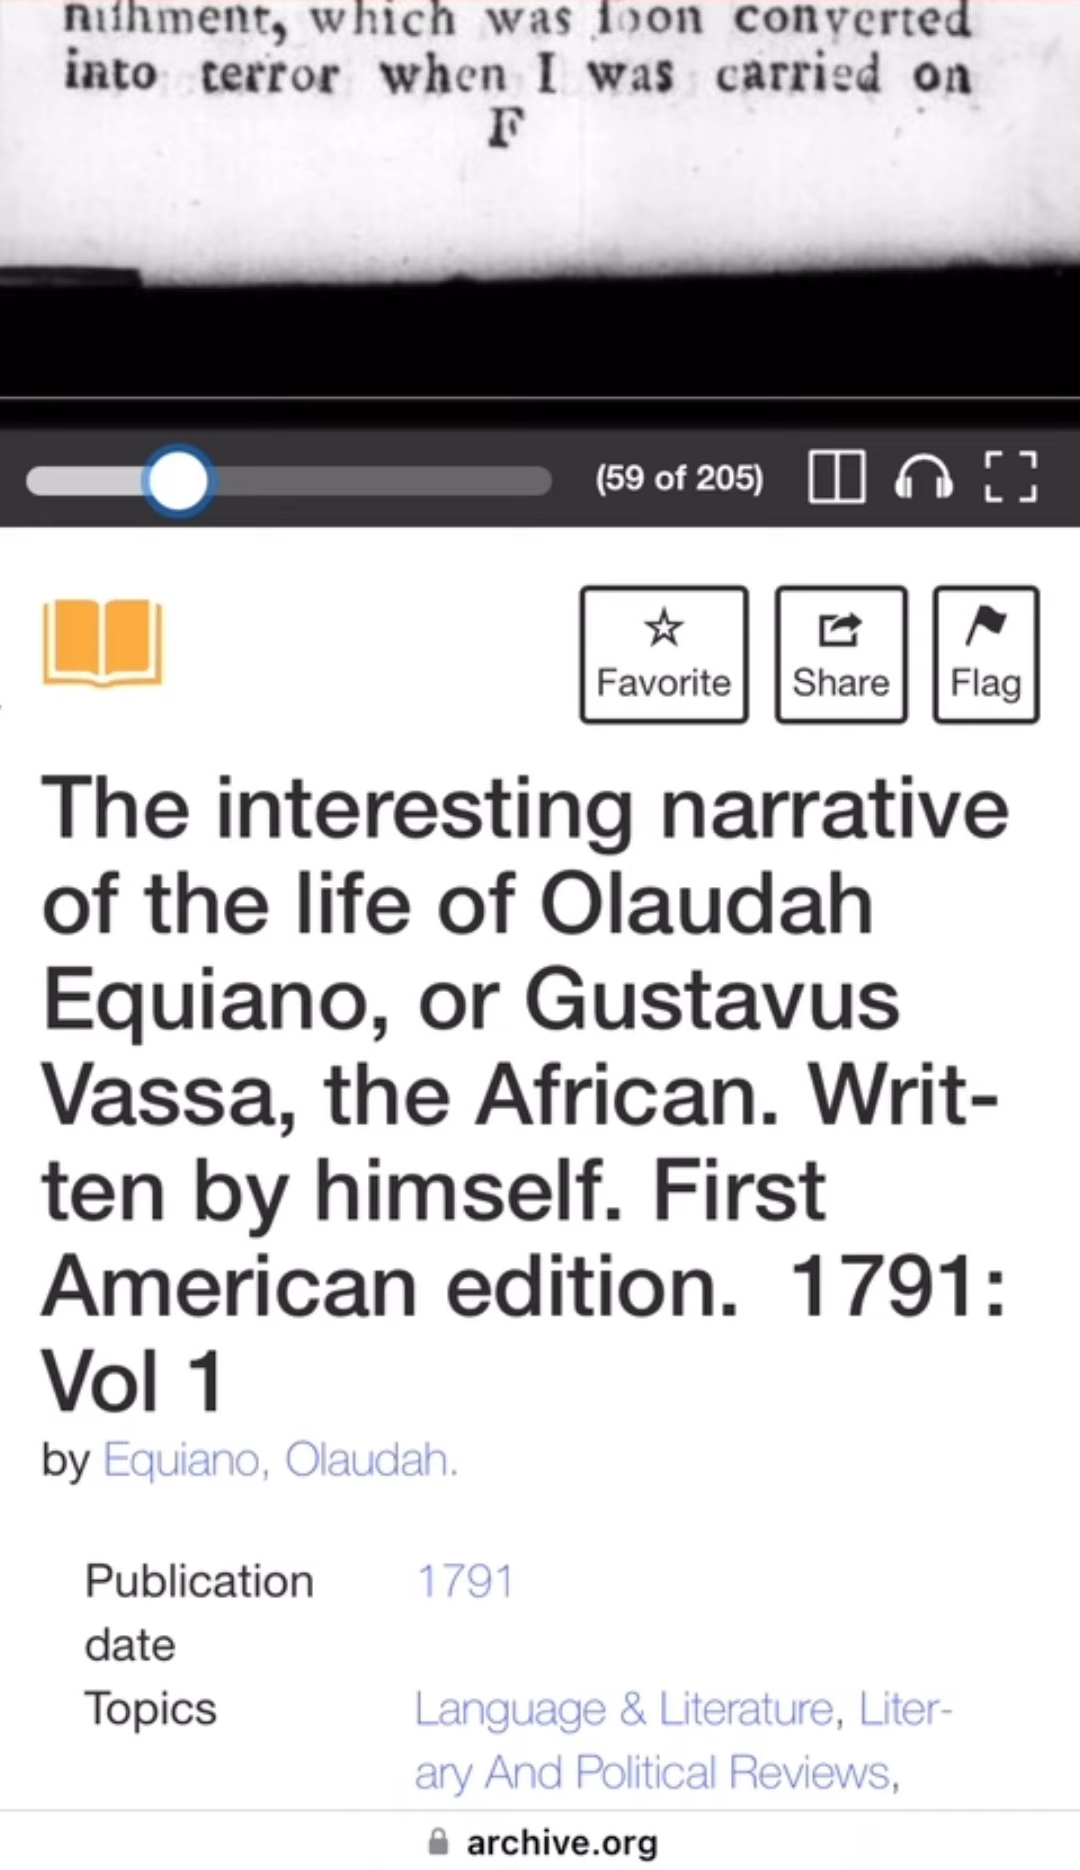 niſhment, which was ſoon converted
into terror when I was carried on
F
(59 of 205)
Favorite
Share
Flag
The interesting narrative
of the life of Olaudah
Equiano, or Gustavus
Vassa, the African. Writ-
ten by himself. First
American edition. 1791:
Vol 1
by Equiano, Olaudah.
Publication date 1791
Topics Language & Literature, Liter-
ary And Political Reviews,
archive.org